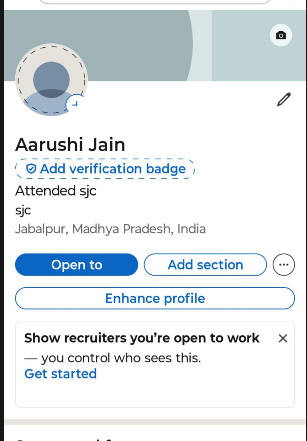 Aarushi Jain
Add verification badge
Attended sjc
sjc
Jabalpur, Madhya Pradesh, India
Open to
Add section
Enhance profile
Show recruiters you're open to work
— you control who sees this.
Get started